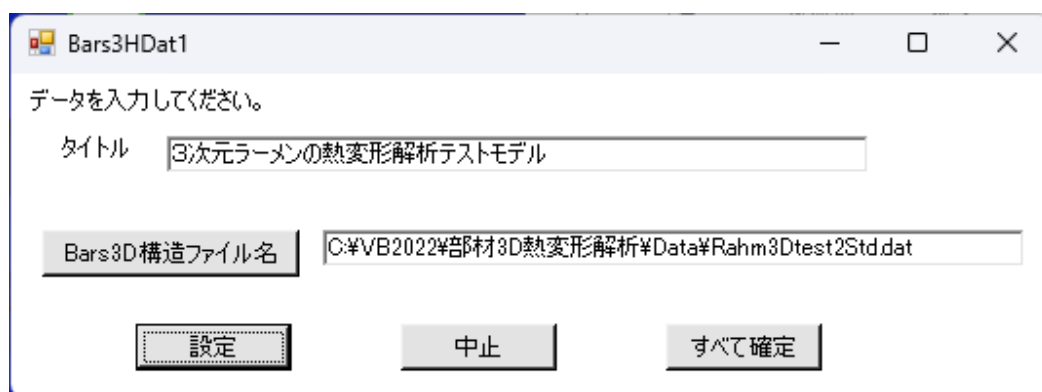 Bars3HDat1
データを入力してください。
タイトル 3次元ラーメンの熱変形解析テストモデル
Bars3D構造ファイル名 C:¥VB2022¥部材3D熱変形解析¥Data¥Rahm3Dtest2Std.dat
設定 中止 すべて確定